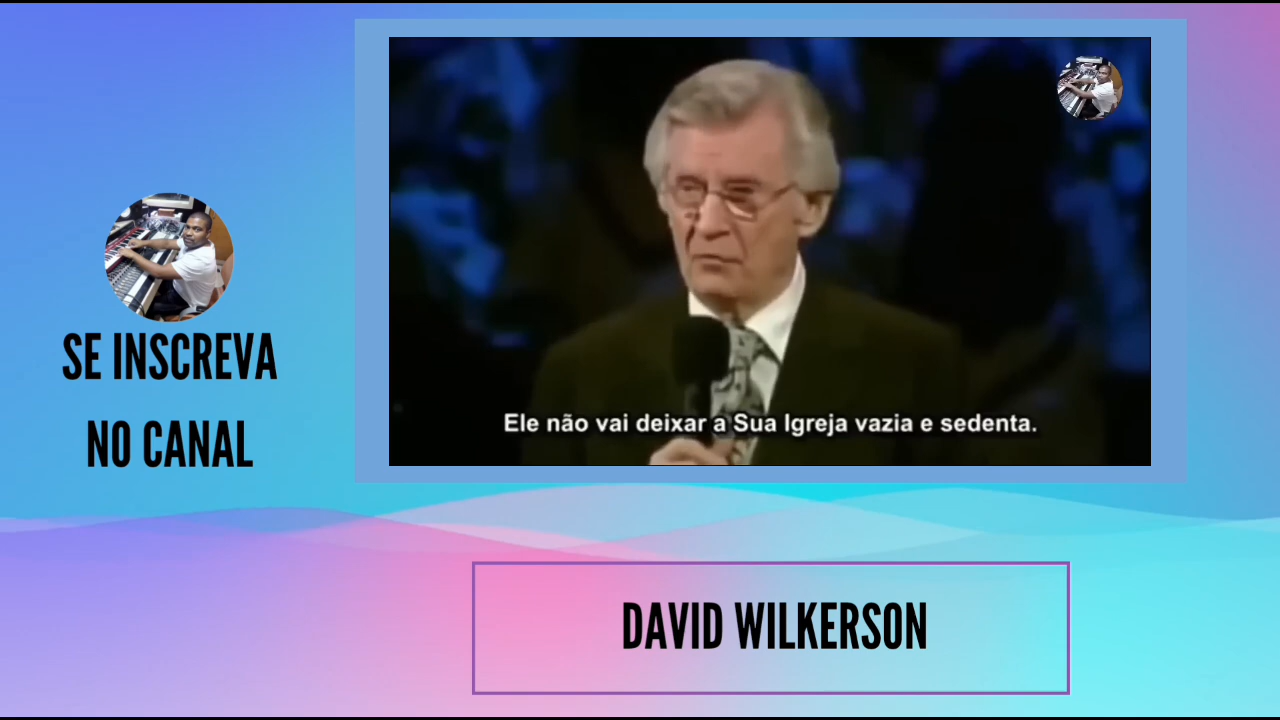 SE INSCREVA
NO CANAL
Ele não vai deixar a Sua Igreja vazia e sedenta.
DAVID WILKERSON